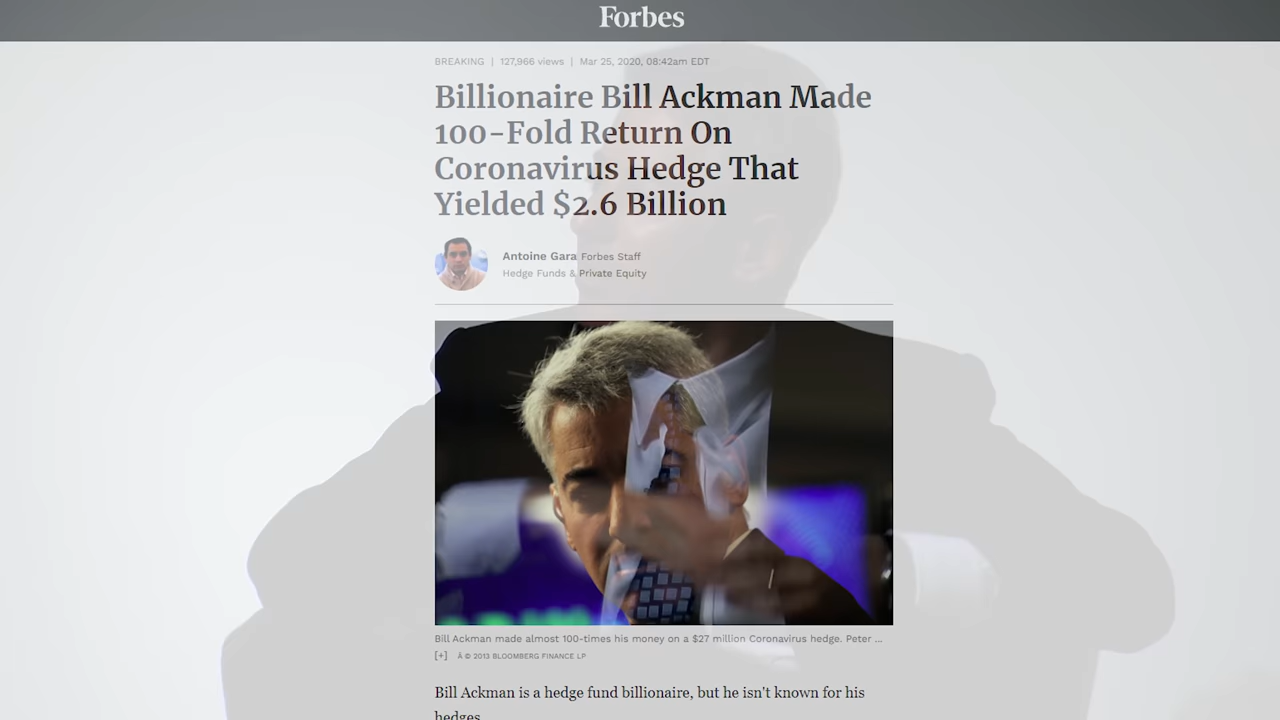 Forbes
BREAKING | 127,966 views | Mar 25, 2020, 08:42am EDT
Billionaire Bill Ackman Made
100-Fold Return On
Coronavirus Hedge That
Yielded $2.6 Billion
Antoine Gara Forbes Staff
Hedge Funds & Private Equity
Bill Ackman made almost 100-times his money on a $27 million Coronavirus hedge. Peter ...
[+] Â © 2013 BLOOMBERG FINANCE LP
Bill Ackman is a hedge fund billionaire, but he isn't known for his
hedges.